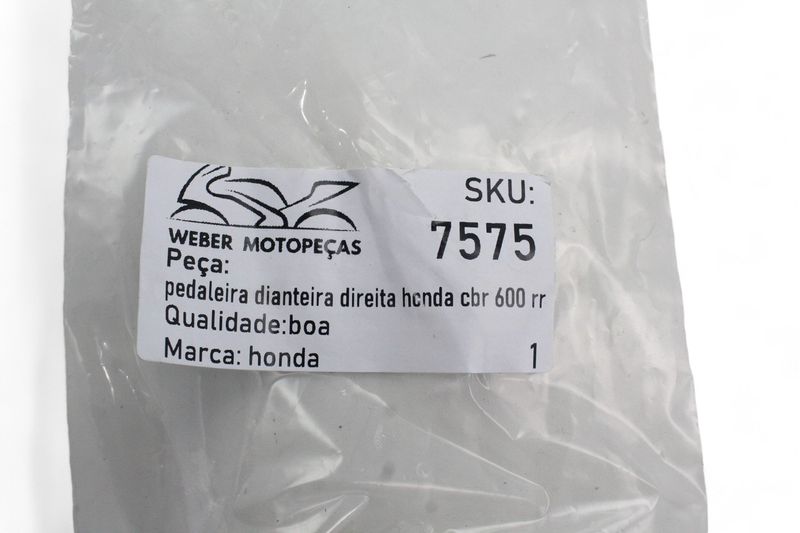 SKU:
WEBER MOTOPEÇAS
7575
Peça:
pedaleira dianteira direita honda cbr 600 rr
Qualidade:boa
Marca: honda 1